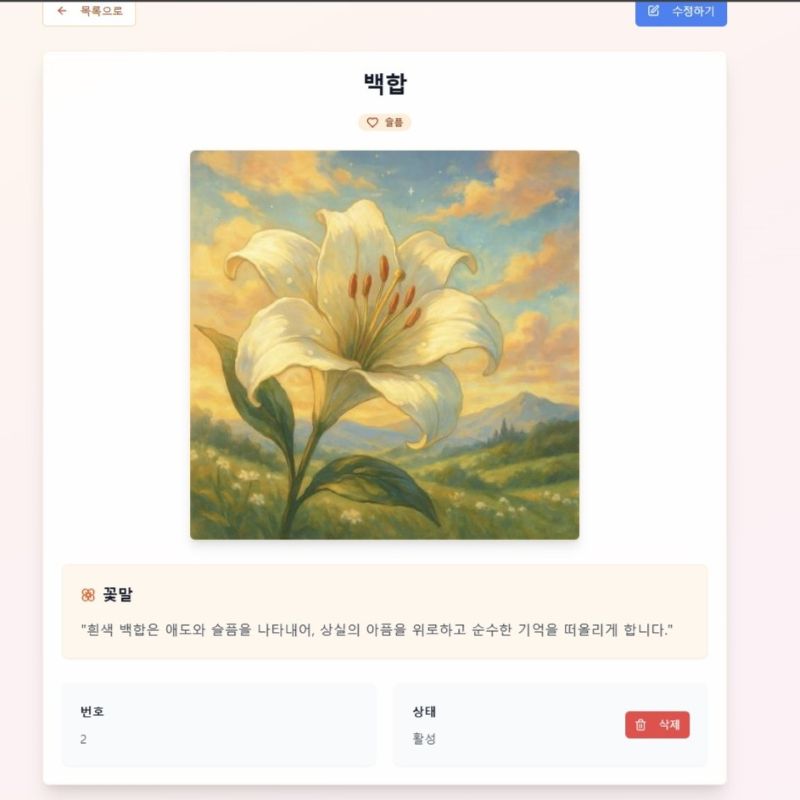 목록으로
수정하기
백합
슬픔
꽃말
"흰색 백합은 애도와 슬픔을 나타내어, 상실의 아픔을 위로하고 순수한 기억을 떠올리게 합니다."
번호
2
상태
활성
삭제